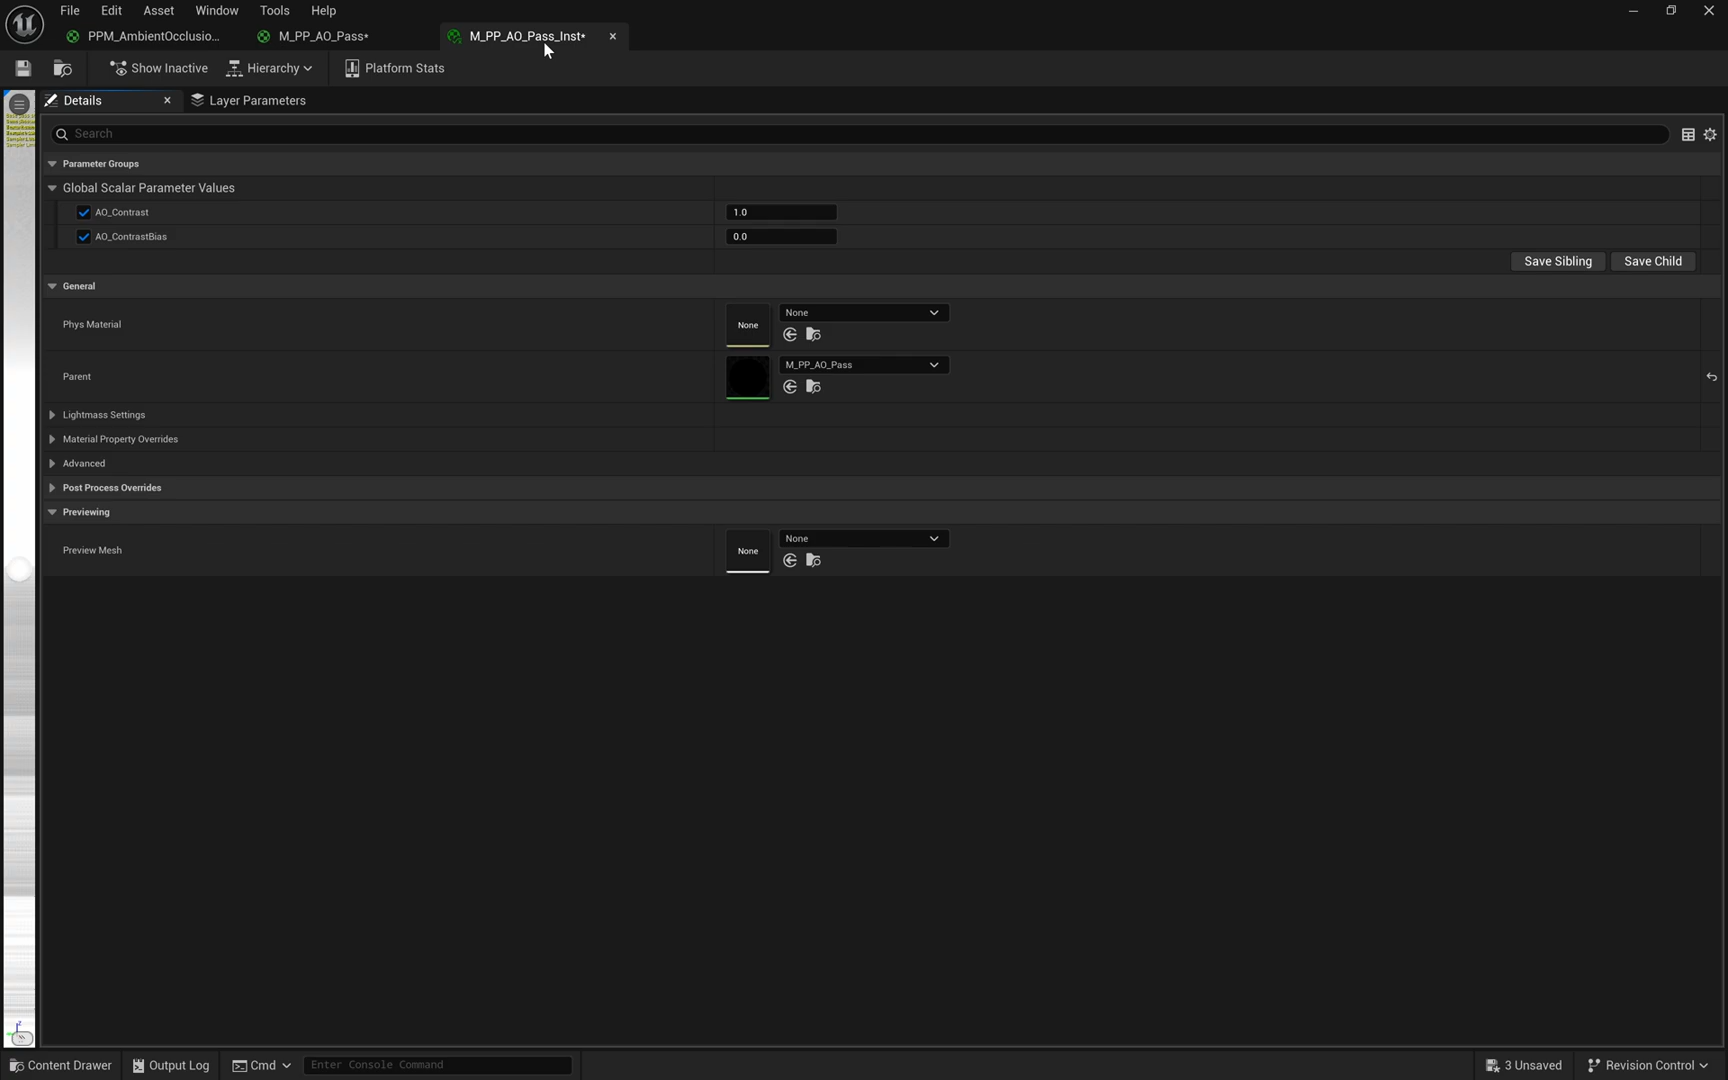 File Edit Asset Window Tools Help
PPM_AmbientOcclusio... M_PP_AO_Pass* M_PP_AO_Pass_Inst*
Show Inactive Hierarchy Platform Stats
Details Layer Parameters
Search
Parameter Groups
Global Scalar Parameter Values
AO_Contrast 1.0
AO_ContrastBias 0.0
Save Sibling Save Child
General
None
Phys Material None
M_PP_AO_Pass
Parent
Lightmass Settings
Material Property Overrides
Advanced
Post Process Overrides
Previewing
None
Preview Mesh None
Content Drawer Output Log Cmd Enter Console Command 3 Unsaved Revision Control